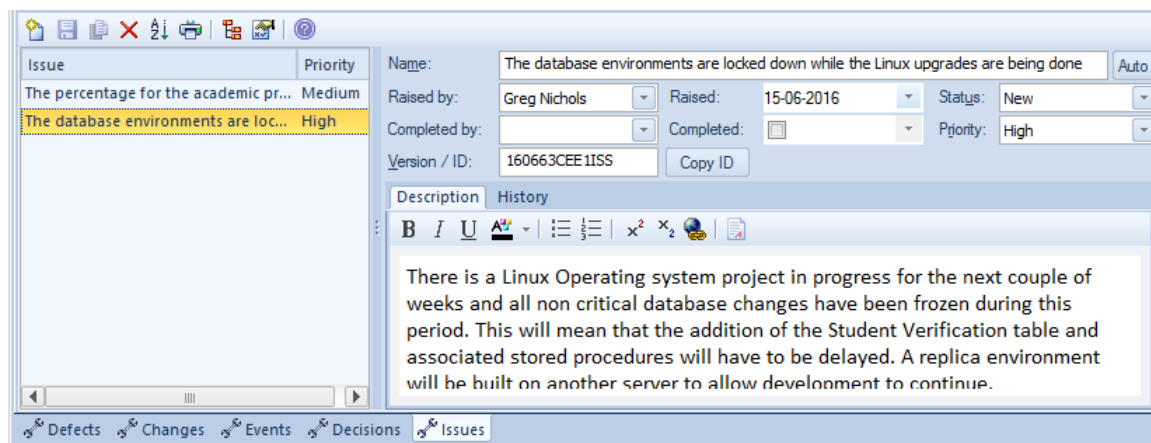 Issue Priority
The percentage for the academic pr... Medium
The database environments are loc... High
Name: The database environments are locked down while the Linux upgrades are being done Auto
Raised by: Greg Nichols Raised: 15-06-2016 Status: New
Completed by: Completed: Priority: High
Version / ID: 160663CEE1ISS Copy ID
Description History
B I U A x² x₂
There is a Linux Operating system project in progress for the next couple of
weeks and all non critical database changes have been frozen during this
period. This will mean that the addition of the Student Verification table and
associated stored procedures will have to be delayed. A replica environment
will be built on another server to allow development to continue.
Defects Changes Events Decisions Issues